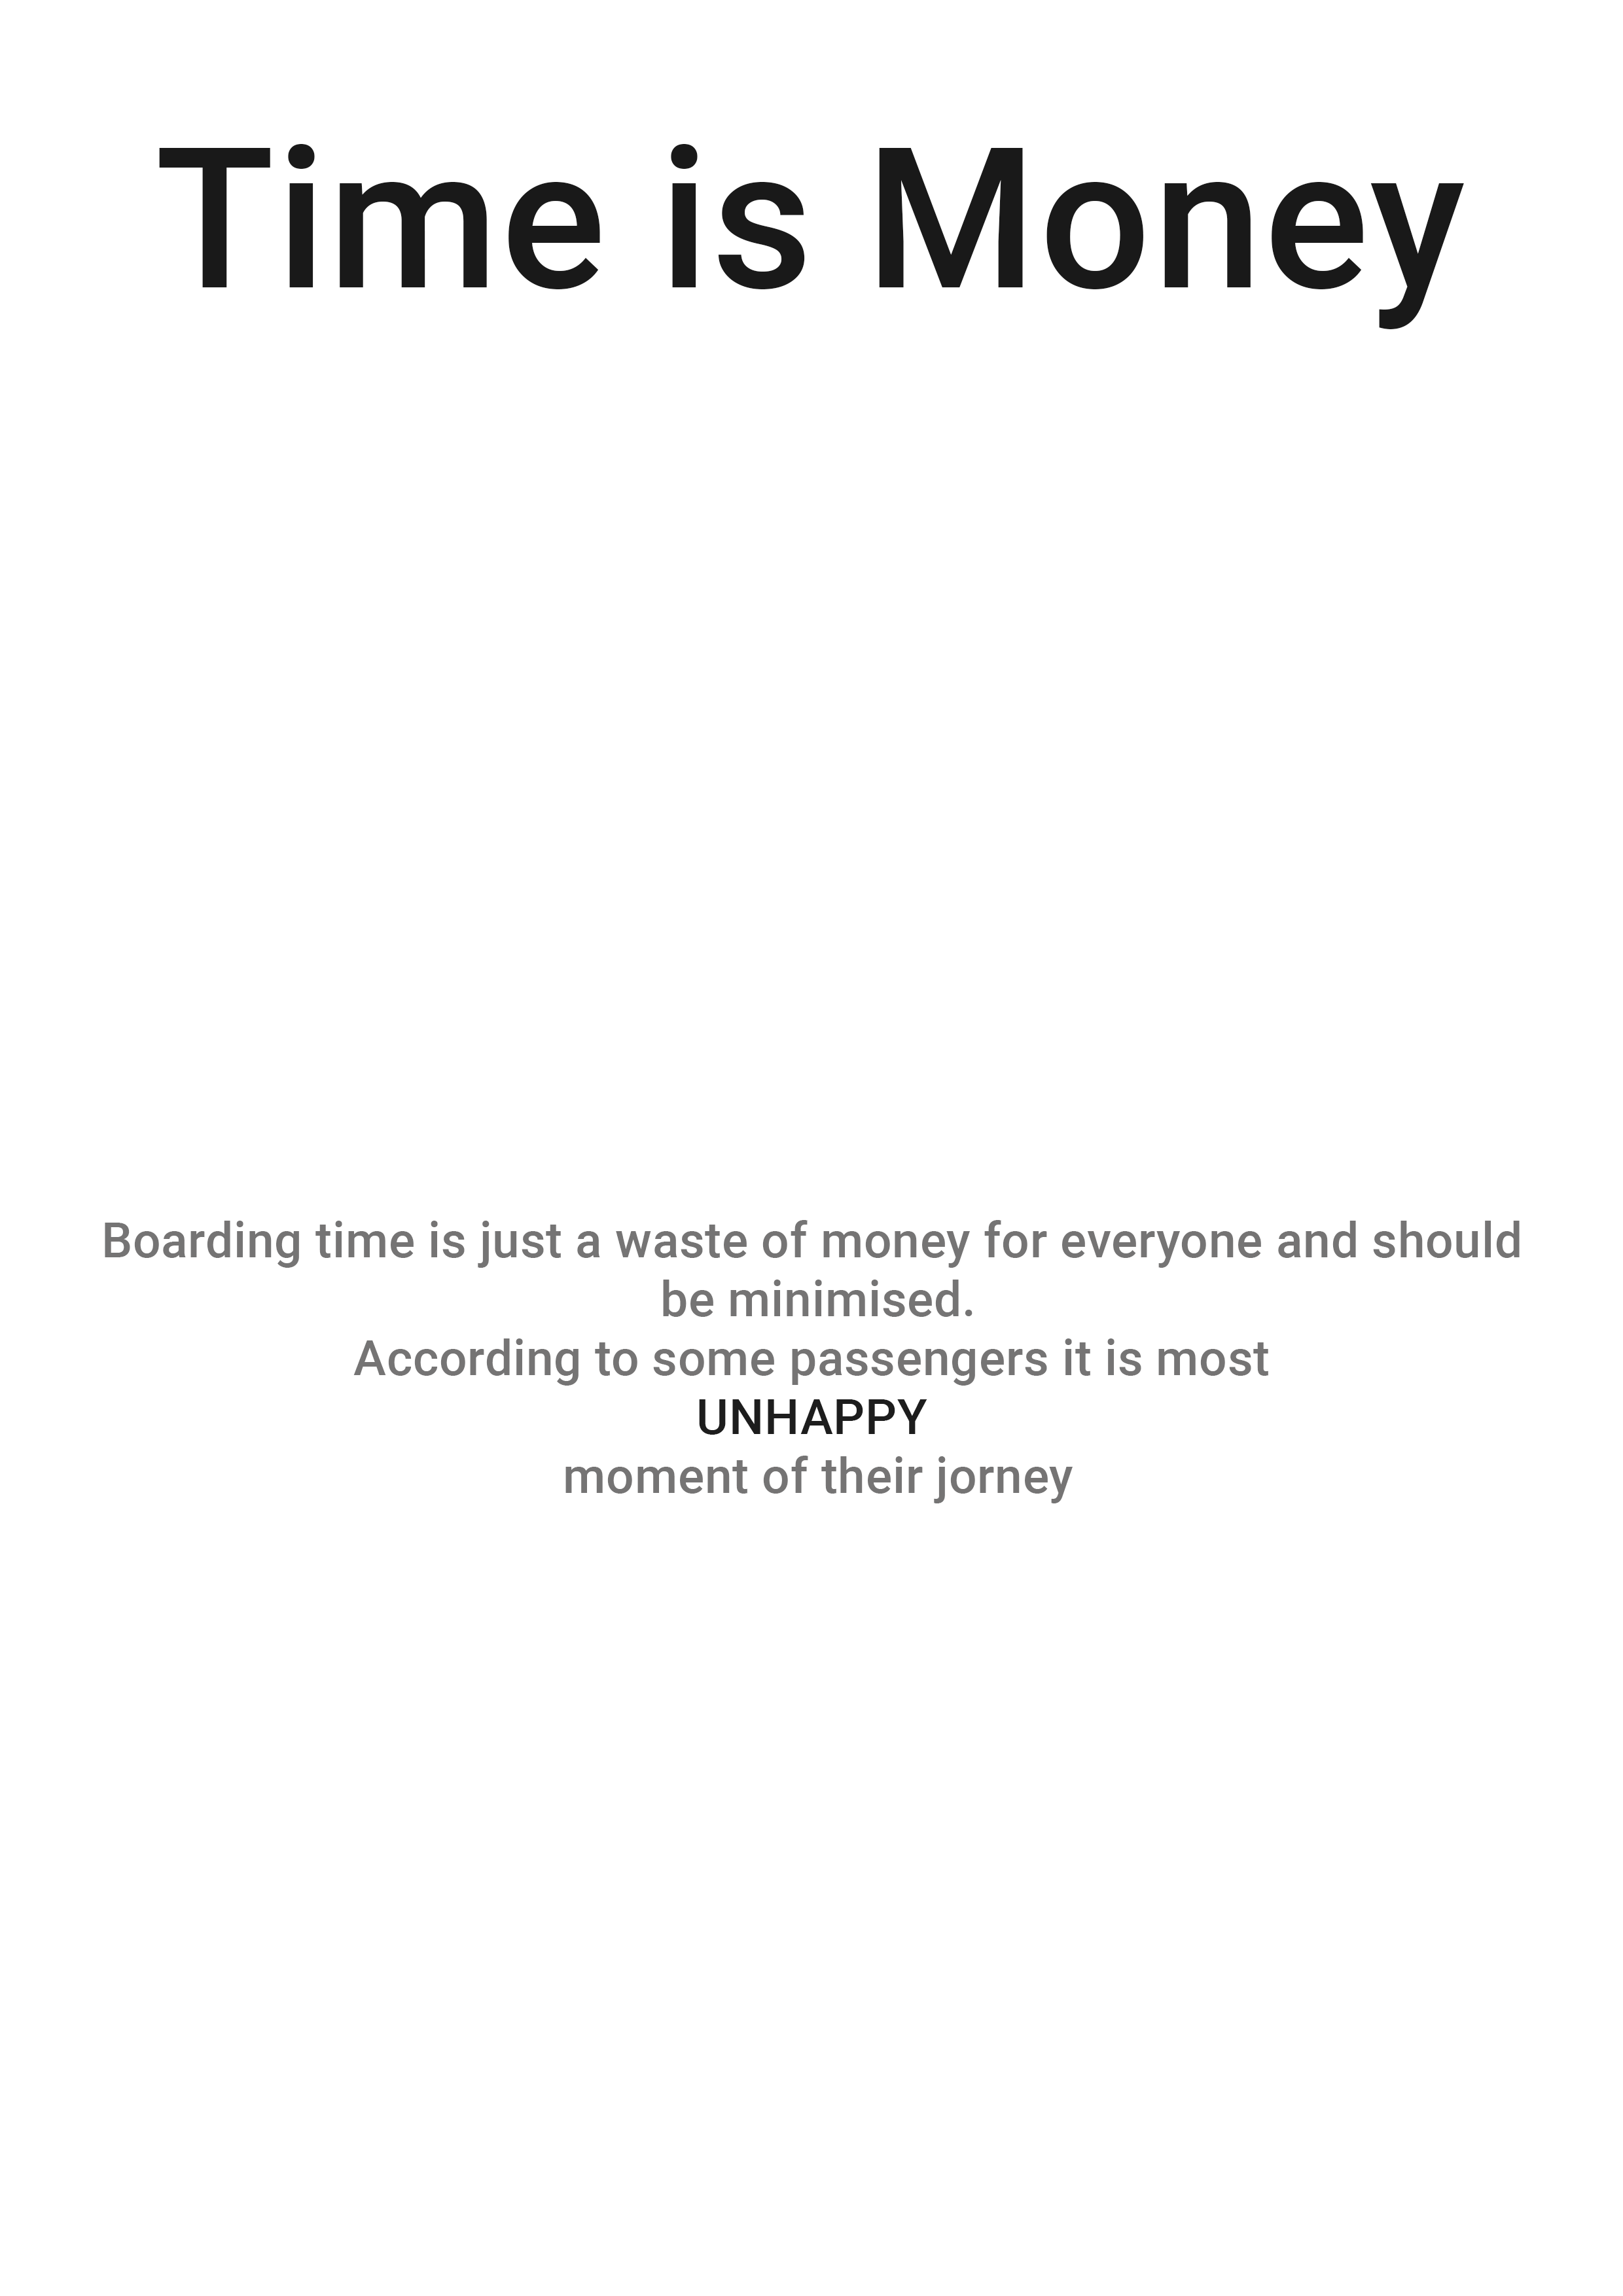 Time is Money
Boarding time is just a waste of money for everyone and should
be minimised.
According to some passengers it is most
UNHAPPY
moment of their jorney